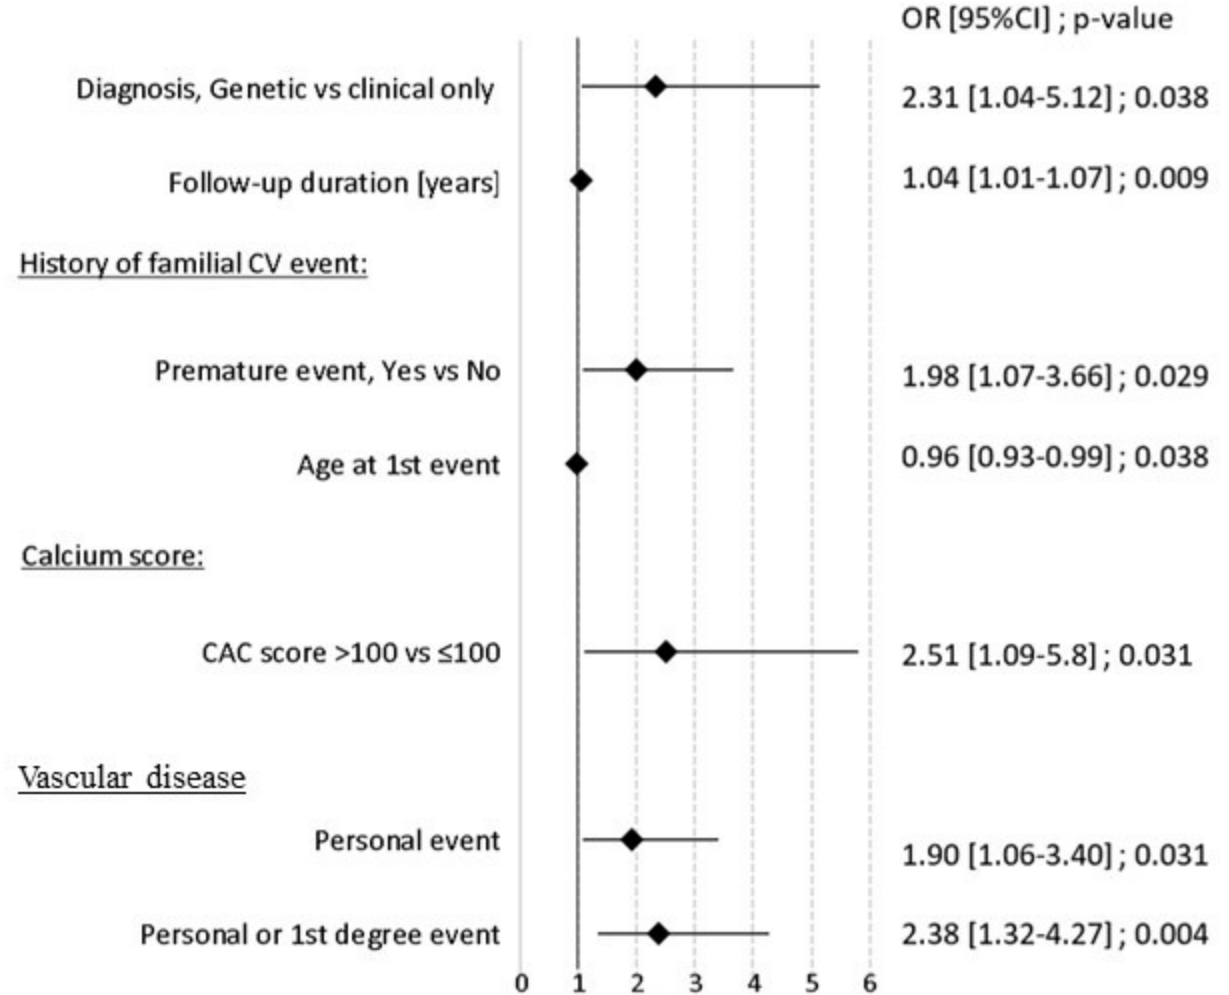 OR [95%CI] ; p-value
Diagnosis, Genetic vs clinical only 2.31 [1.04-5.12] ; 0.038
Follow-up duration [years] 1.04 [1.01-1.07] ; 0.009
History of familial CV event:
Premature event, Yes vs No 1.98 [1.07-3.66] ; 0.029
Age at 1st event 0.96 [0.93-0.99] ; 0.038
Calcium score:
CAC score >100 vs ≤100 2.51 [1.09-5.8] ; 0.031
Vascular disease
Personal event 1.90 [1.06-3.40] ; 0.031
Personal or 1st degree event 2.38 [1.32-4.27] ; 0.004
0 1 2 3 4 5 6